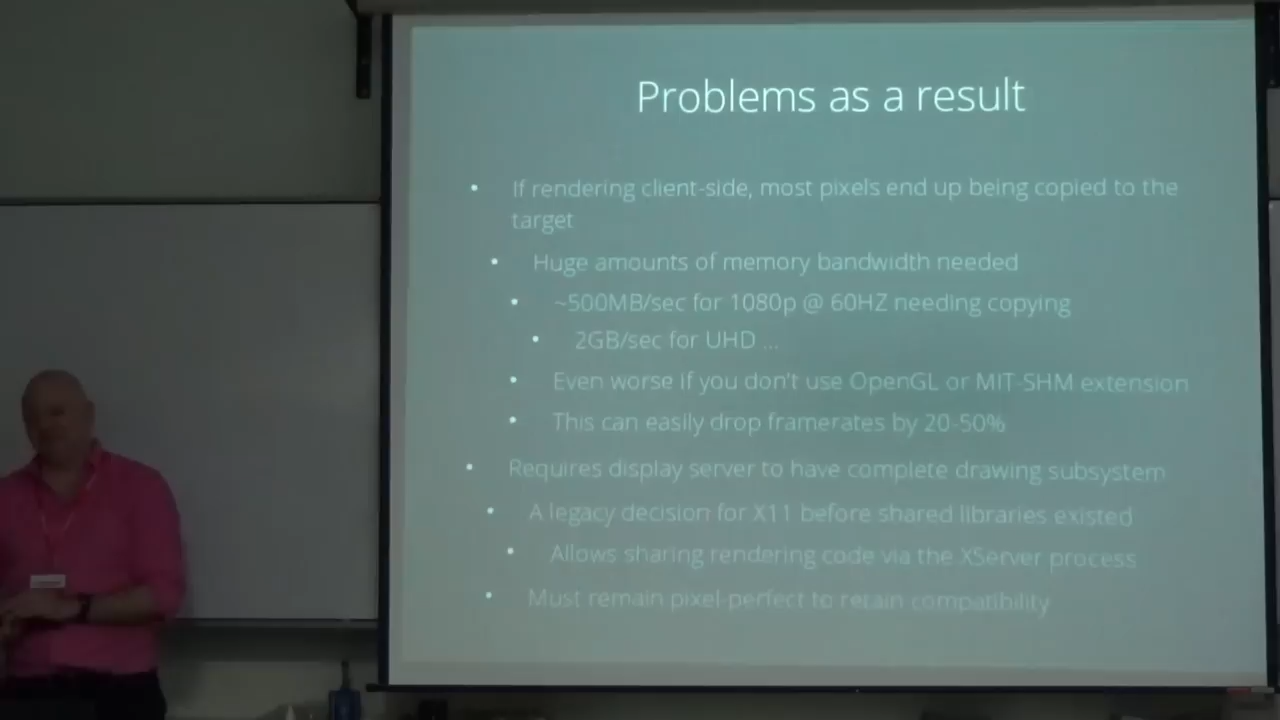 Problems as a result
If rendering client-side, most pixels end up being copied to the
target
Huge amounts of memory bandwidth needed
~500MB/sec for 1080p @ 60HZ needing copying
2GB/sec for UHD ...
Even worse if you don't use OpenGL or MIT-SHM extension
This can easily drop framerates by 20-50%
Requires display server to have complete drawing subsystem
A legacy decision for X11 before shared libraries existed
Allows sharing rendering code via the XServer process
Must remain pixel-perfect to retain compatibility